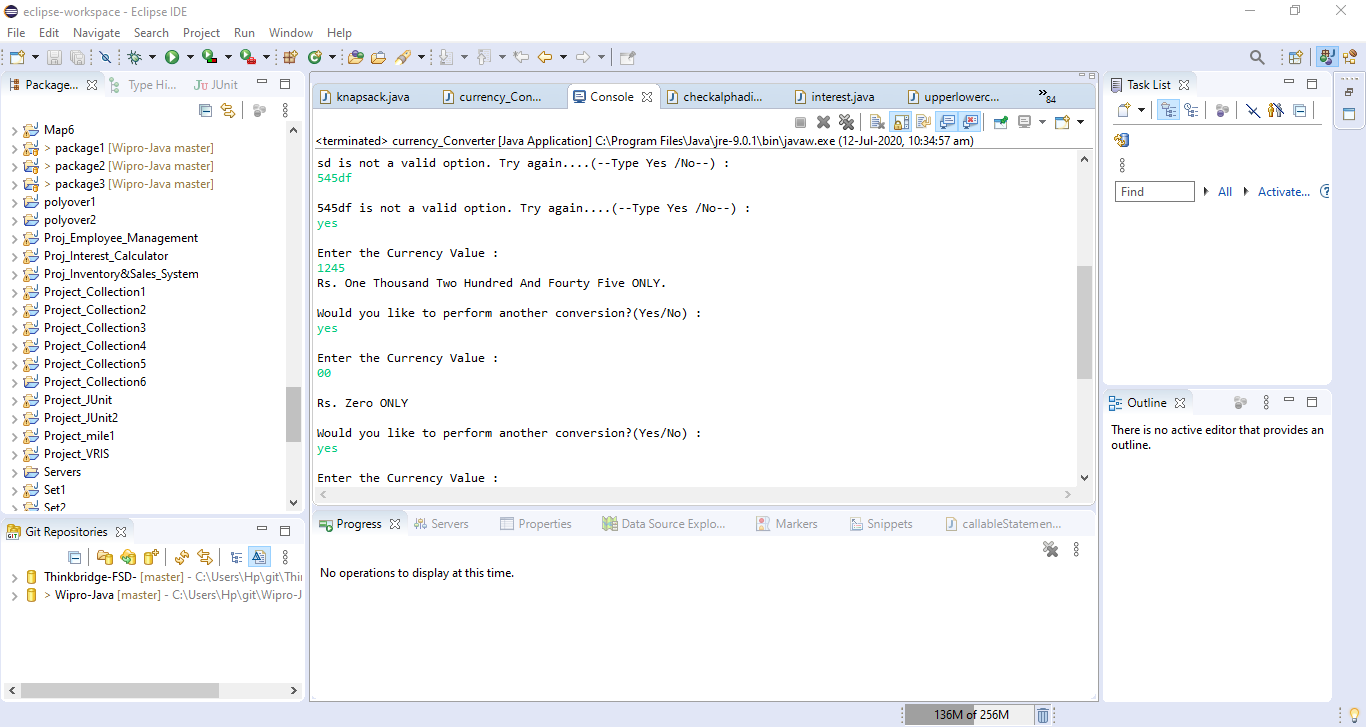 eclipse-workspace - Eclipse IDE
File Edit Navigate Search Project Run Window Help
Package... Type Hi... JUnit
Map6
> package1 [Wipro-Java master]
> package2 [Wipro-Java master]
> package3 [Wipro-Java master]
polyover1
polyover2
Proj_Employee_Management
Proj_Interest_Calculator
Proj_Inventory&Sales_System
Project_Collection1
Project_Collection2
Project_Collection3
Project_Collection4
Project_Collection5
Project_Collection6
Project_JUnit
Project_JUnit2
Project_mile1
Project_VRIS
Servers
Set1
Set2
Git Repositories
Thinkbridge-FSD- [master] - C:\Users\Hp\git\Thi
> Wipro-Java [master] - C:\Users\Hp\git\Wipro-J
knapsack.java currency_Con... Console checkalphadi... interest.java upperlowerc... »84
<terminated> currency_Converter [Java Application] C:\Program Files\Java\jre-9.0.1\bin\javaw.exe (12-Jul-2020, 10:34:57 am)
sd is not a valid option. Try again....(--Type Yes /No--) :
545df
545df is not a valid option. Try again....(--Type Yes /No--) :
yes
Enter the Currency Value :
1245
Rs. One Thousand Two Hundred And Fourty Five ONLY.
Would you like to perform another conversion?(Yes/No) :
yes
Enter the Currency Value :
00
Rs. Zero ONLY
Would you like to perform another conversion?(Yes/No) :
yes
Enter the Currency Value :
Progress Servers Properties Data Source Explo... Markers Snippets callableStatemen...
No operations to display at this time.
Task List
Find All Activate...
Outline
There is no active editor that provides an
outline.
136M of 256M